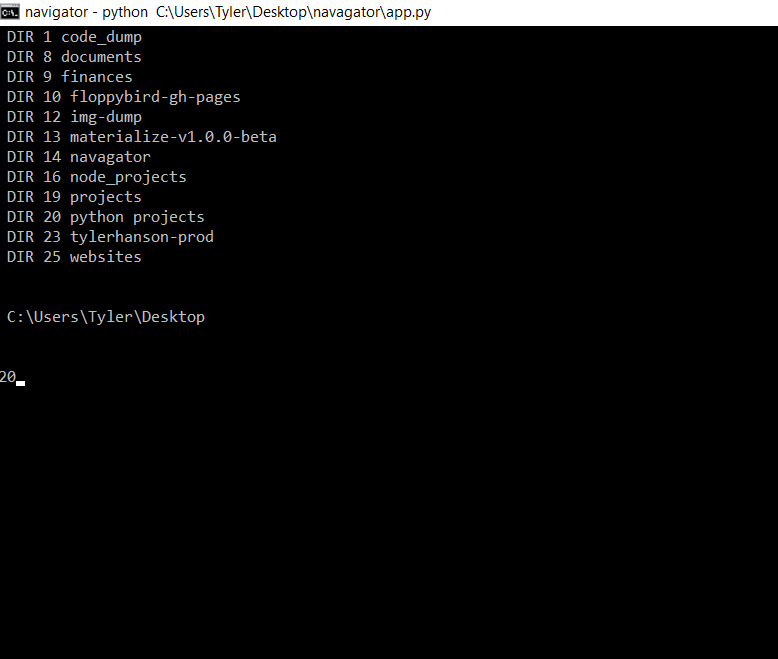 navigator - python  C:\Users\Tyler\Desktop\navagator\app.py
DIR 1 code_dump
DIR 8 documents
DIR 9 finances
DIR 10 floppybird-gh-pages
DIR 12 img-dump
DIR 13 materialize-v1.0.0-beta
DIR 14 navagator
DIR 16 node_projects
DIR 19 projects
DIR 20 python projects
DIR 23 tylerhanson-prod
DIR 25 websites
C:\Users\Tyler\Desktop
20